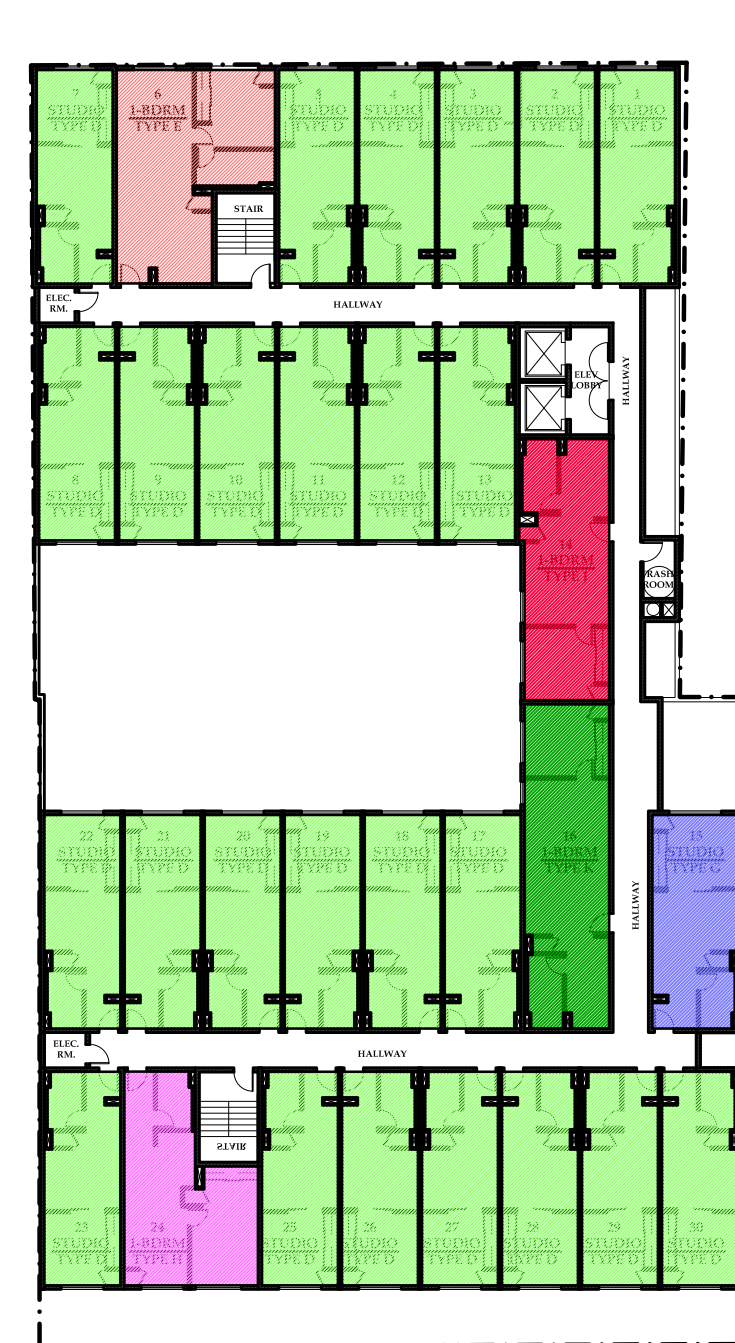 7
STUDIO
TYPE D
6
1-BDRM
TYPE E
5
STUDIO
TYPE D
4
STUDIO
TYPE D
3
STUDIO
TYPE D
2
STUDIO
TYPE D
1
STUDIO
TYPE D
STAIR
ELEC.
RM.
HALLWAY
ELEV.
LOBBY
HALLWAY
8
STUDIO
TYPE D
9
STUDIO
TYPE D
10
STUDIO
TYPE D
11
STUDIO
TYPE D
12
STUDIO
TYPE D
13
STUDIO
TYPE D
14
1-BDRM
TYPE J
TRASH
ROOM
22
STUDIO
TYPE D
21
STUDIO
TYPE D
20
STUDIO
TYPE D
19
STUDIO
TYPE D
18
STUDIO
TYPE D
17
STUDIO
TYPE D
16
1-BDRM
TYPE K
15
STUDIO
TYPE G
HALLWAY
ELEC.
RM.
HALLWAY
STAIR
23
STUDIO
TYPE D
24
1-BDRM
TYPE H
25
STUDIO
TYPE D
26
STUDIO
TYPE D
27
STUDIO
TYPE D
28
STUDIO
TYPE D
29
STUDIO
TYPE D
30
STUDIO
TYPE D